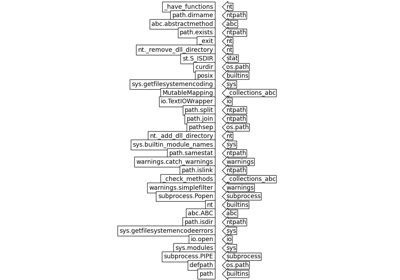 _have_functions nt
path.dirname ntpath
abc.abstractmethod abc
path.exists ntpath
_exit nt
nt._remove_dll_directory nt
st.S_ISDIR stat
curdir os.path
posix builtins
sys.getfilesystemencoding sys
MutableMapping _collections_abc
io.TextIOWrapper io
path.split ntpath
path.join ntpath
pathsep os.path
nt._add_dll_directory nt
sys.builtin_module_names sys
path.samestat ntpath
warnings.catch_warnings warnings
path.islink ntpath
_check_methods _collections_abc
warnings.simplefilter warnings
subprocess.Popen subprocess
nt builtins
abc.ABC abc
path.isdir ntpath
sys.getfilesystemencodeerrors sys
io.open io
sys.modules sys
subprocess.PIPE subprocess
defpath os.path
path builtins